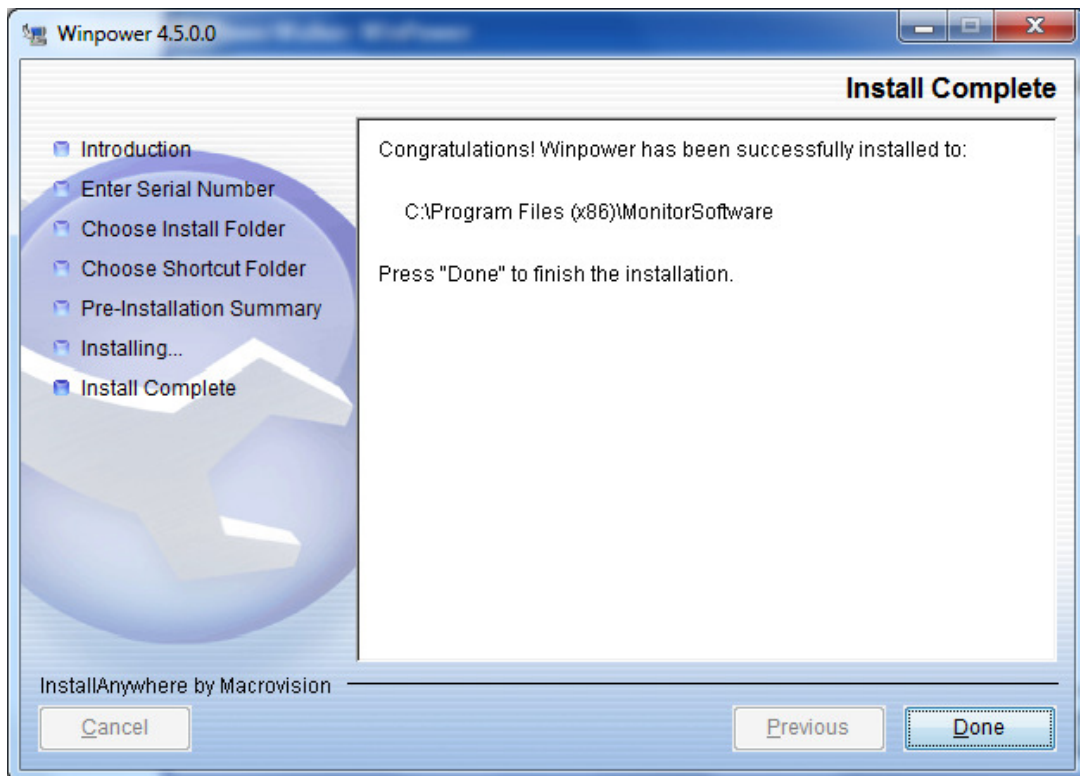 Winpower 4.5.0.0
Install Complete
Introduction
Enter Serial Number
Choose Install Folder
Choose Shortcut Folder
Pre-Installation Summary
Installing...
Install Complete
Congratulations! Winpower has been successfully installed to:
C:\Program Files (x86)\MonitorSoftware
Press "Done" to finish the installation.
InstallAnywhere by Macrovision
Cancel
Previous
Done